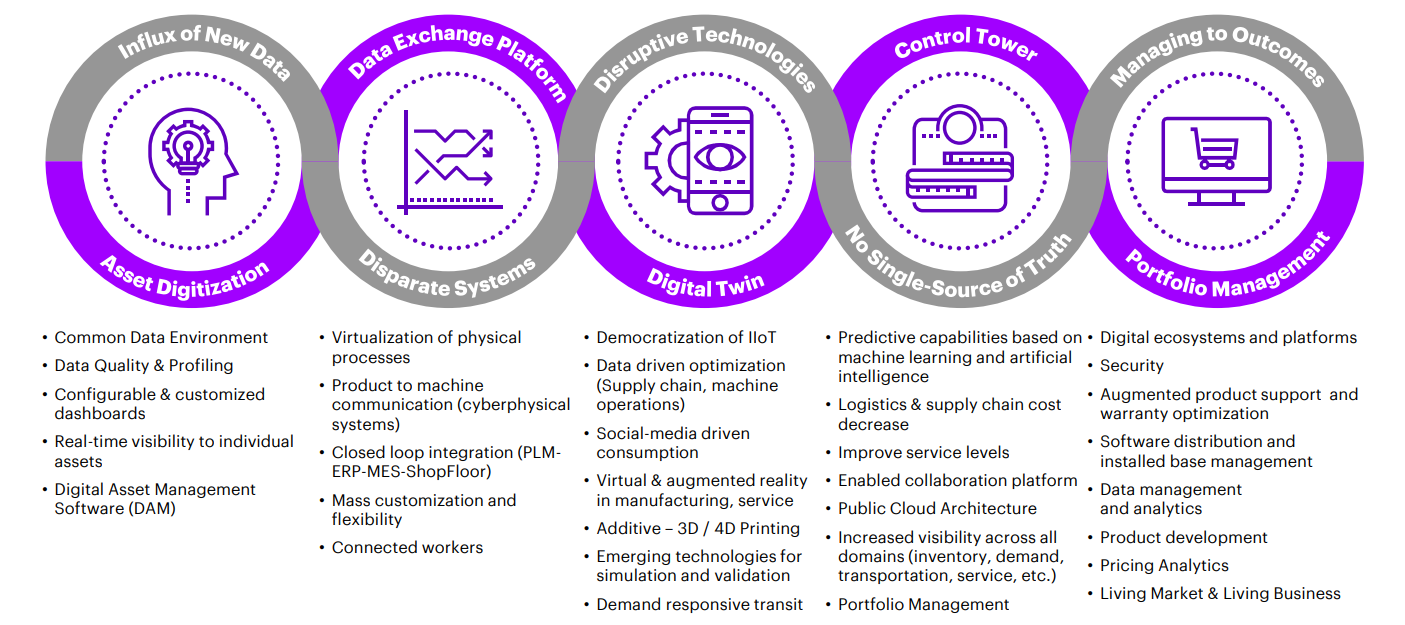 Influx of New Data
Asset Digitization
Data Exchange Platform
Disparate Systems
Disruptive Technologies
Digital Twin
Control Tower
No Single-Source of Truth
Managing to Outcomes
Portfolio Management
• Common Data Environment
• Data Quality & Profiling
• Configurable & customized
dashboards
• Real-time visibility to individual
assets
• Digital Asset Management
Software (DAM)
• Virtualization of physical
processes
• Product to machine
communication (cyberphysical
systems)
• Closed loop integration (PLM-
ERP-MES-ShopFloor)
• Mass customization and
flexibility
• Connected workers
• Democratization of IIoT
• Data driven optimization
(Supply chain, machine
operations)
• Social-media driven
consumption
• Virtual & augmented reality
in manufacturing, service
• Additive – 3D / 4D Printing
• Emerging technologies for
simulation and validation
• Demand responsive transit
• Predictive capabilities based on
machine learning and artificial
intelligence
• Logistics & supply chain cost
decrease
• Improve service levels
• Enabled collaboration platform
• Public Cloud Architecture
• Increased visibility across all
domains (inventory, demand,
transportation, service, etc.)
• Portfolio Management
• Digital ecosystems and platforms
• Security
• Augmented product support and
warranty optimization
• Software distribution and
installed base management
• Data management
and analytics
• Product development
• Pricing Analytics
• Living Market & Living Business